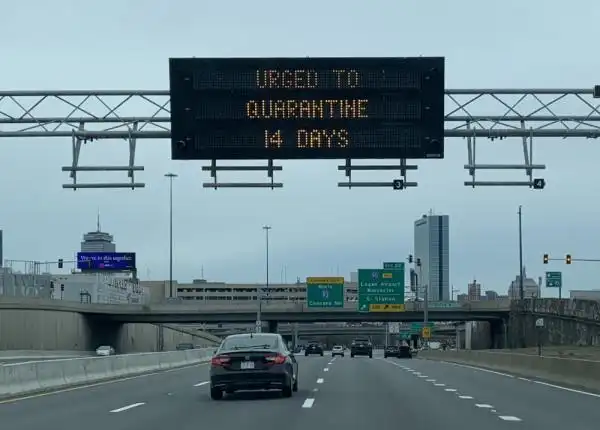 URGED TO
QUARANTINE
14 DAYS
3
4
We're in this together
93
Logan Airport
Worcester
S. Station
93
Concord NH